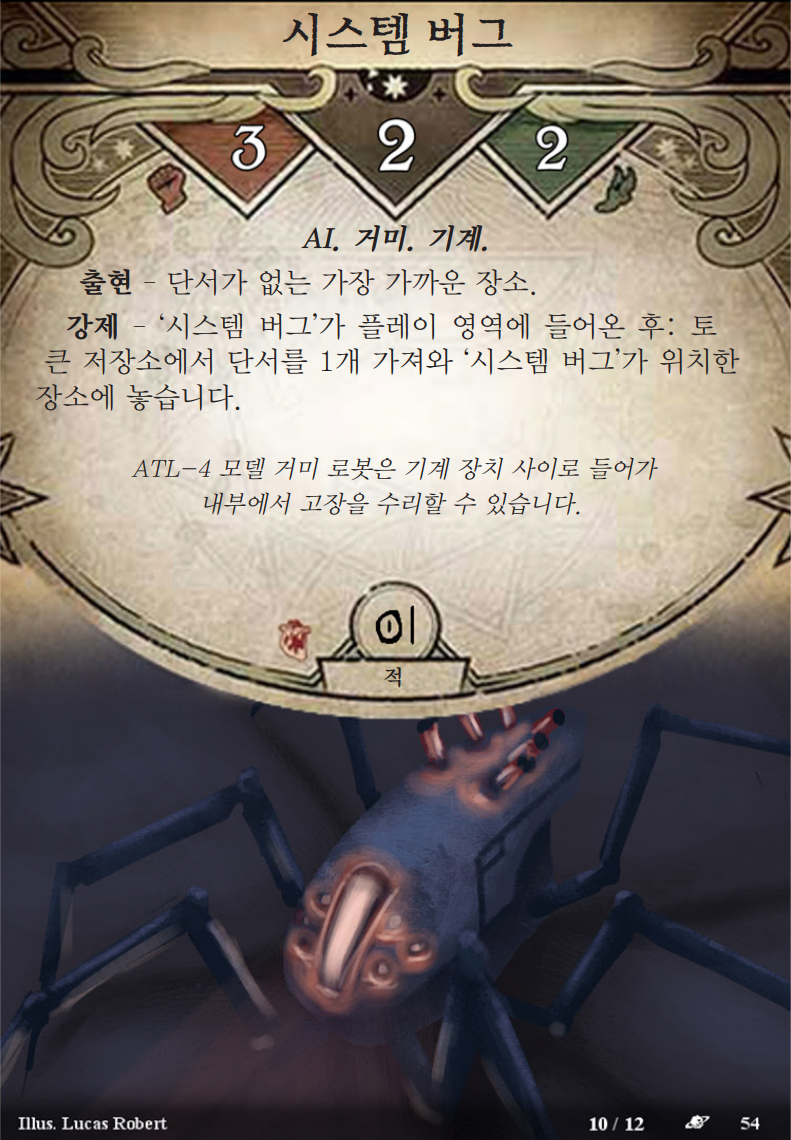 시스템 버그
3 2 2
AI. 거미. 기계.
출현 – 단서가 없는 가장 가까운 장소.
강제 – ‘시스템 버그’가 플레이 영역에 들어온 후: 토
큰 저장소에서 단서를 1개 가져와 ‘시스템 버그’가 위치한
장소에 놓습니다.
ATL–4 모델 거미 로봇은 기계 장치 사이로 들어가
내부에서 고장을 수리할 수 있습니다.
적
Illus. Lucas Robert
10 / 12
54